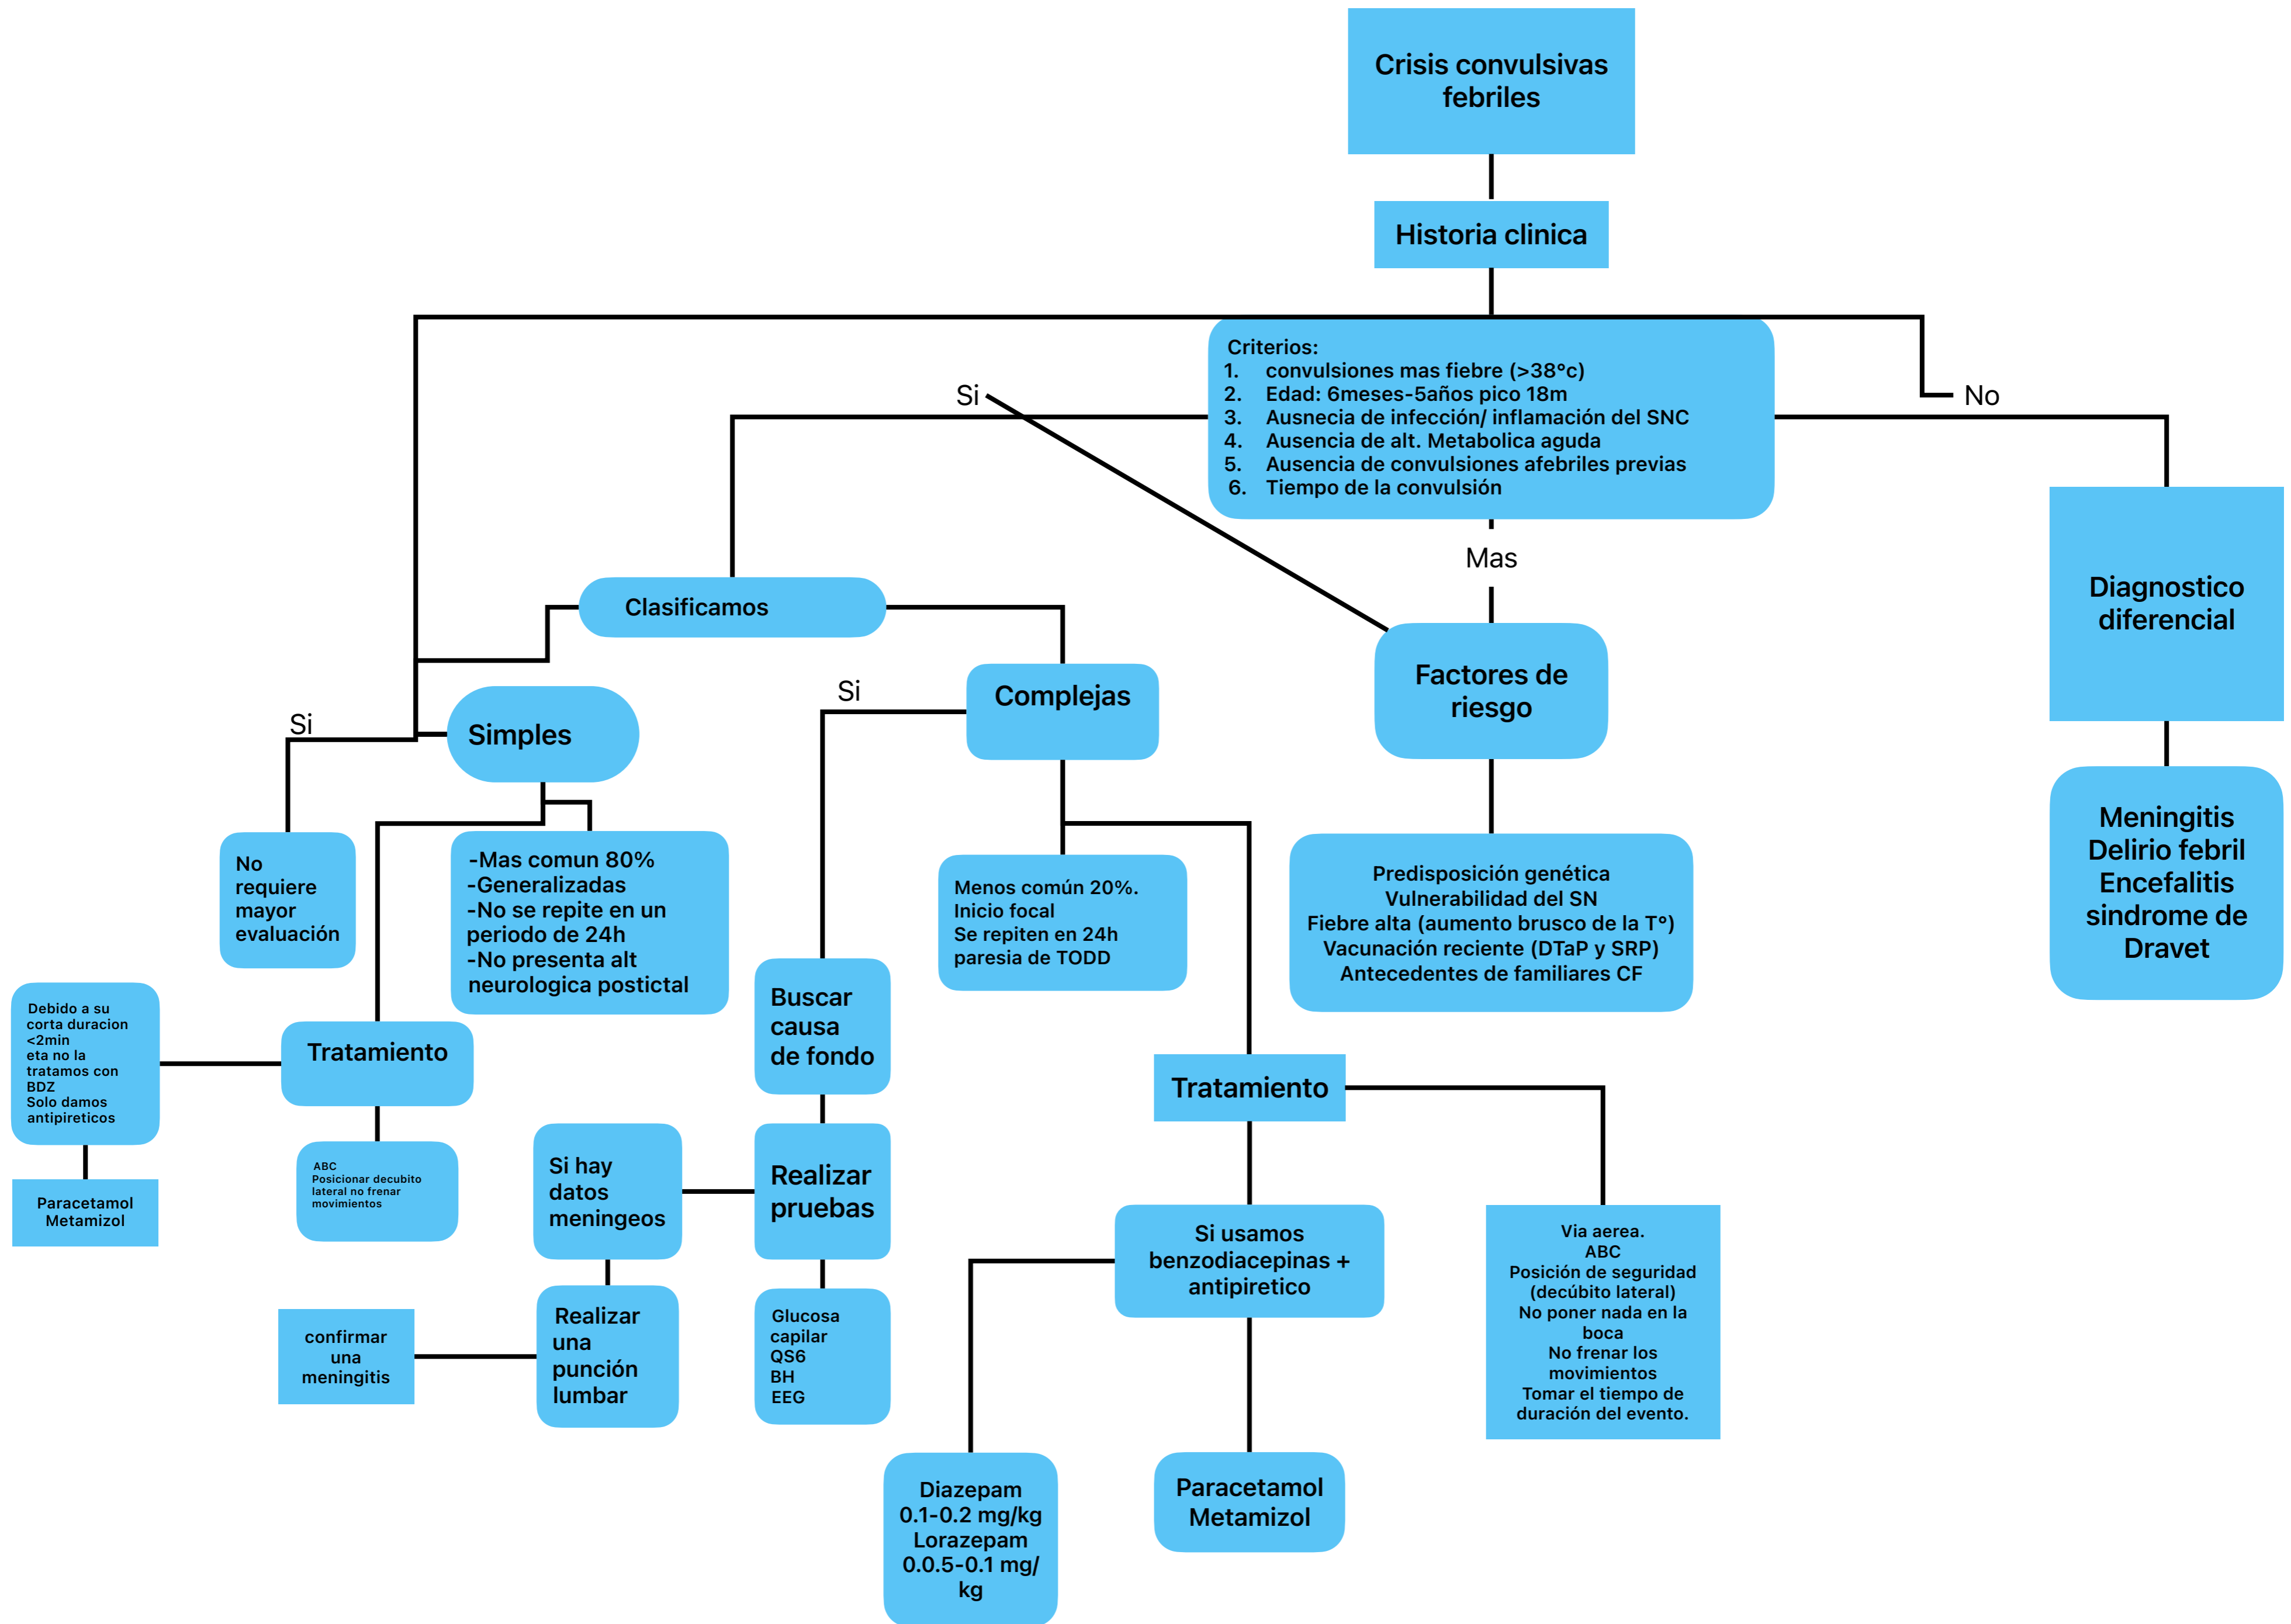 Crisis convulsivas
febriles
Historia clinica
Criterios:
1. convulsiones mas fiebre (>38°c)
2. Edad: 6meses-5años pico 18m
3. Ausnecia de infección/ inflamación del SNC
4. Ausencia de alt. Metabolica aguda
5. Ausencia de convulsiones afebriles previas
6. Tiempo de la convulsión
Si
No
Mas
Clasificamos
Diagnostico
diferencial
Factores de
riesgo
Complejas
Si
Simples
Si
Meningitis
Delirio febril
Encefalitis
sindrome de
Dravet
No
requiere
mayor
evaluación
-Mas comun 80%
-Generalizadas
-No se repite en un
periodo de 24h
-No presenta alt
neurologica postictal
Menos común 20%.
Inicio focal
Se repiten en 24h
paresia de TODD
Predisposición genética
Vulnerabilidad del SN
Fiebre alta (aumento brusco de la T°)
Vacunación reciente (DTaP y SRP)
Antecedentes de familiares CF
Debido a su
corta duracion
<2min
eta no la
tratamos con
BDZ
Solo damos
antipireticos
Tratamiento
Buscar
causa
de fondo
Tratamiento
Paracetamol
Metamizol
ABC
Posicionar decubito
lateral no frenar
movimientos
Si hay
datos
meningeos
Realizar
pruebas
Si usamos
benzodiacepinas +
antipiretico
Via aerea.
ABC
Posición de seguridad
(decúbito lateral)
No poner nada en la
boca
No frenar los
movimientos
Tomar el tiempo de
duración del evento.
confirmar
una
meningitis
Realizar
una
punción
lumbar
Glucosa
capilar
QS6
BH
EEG
Diazepam
0.1-0.2 mg/kg
Lorazepam
0.0.5-0.1 mg/
kg
Paracetamol
Metamizol